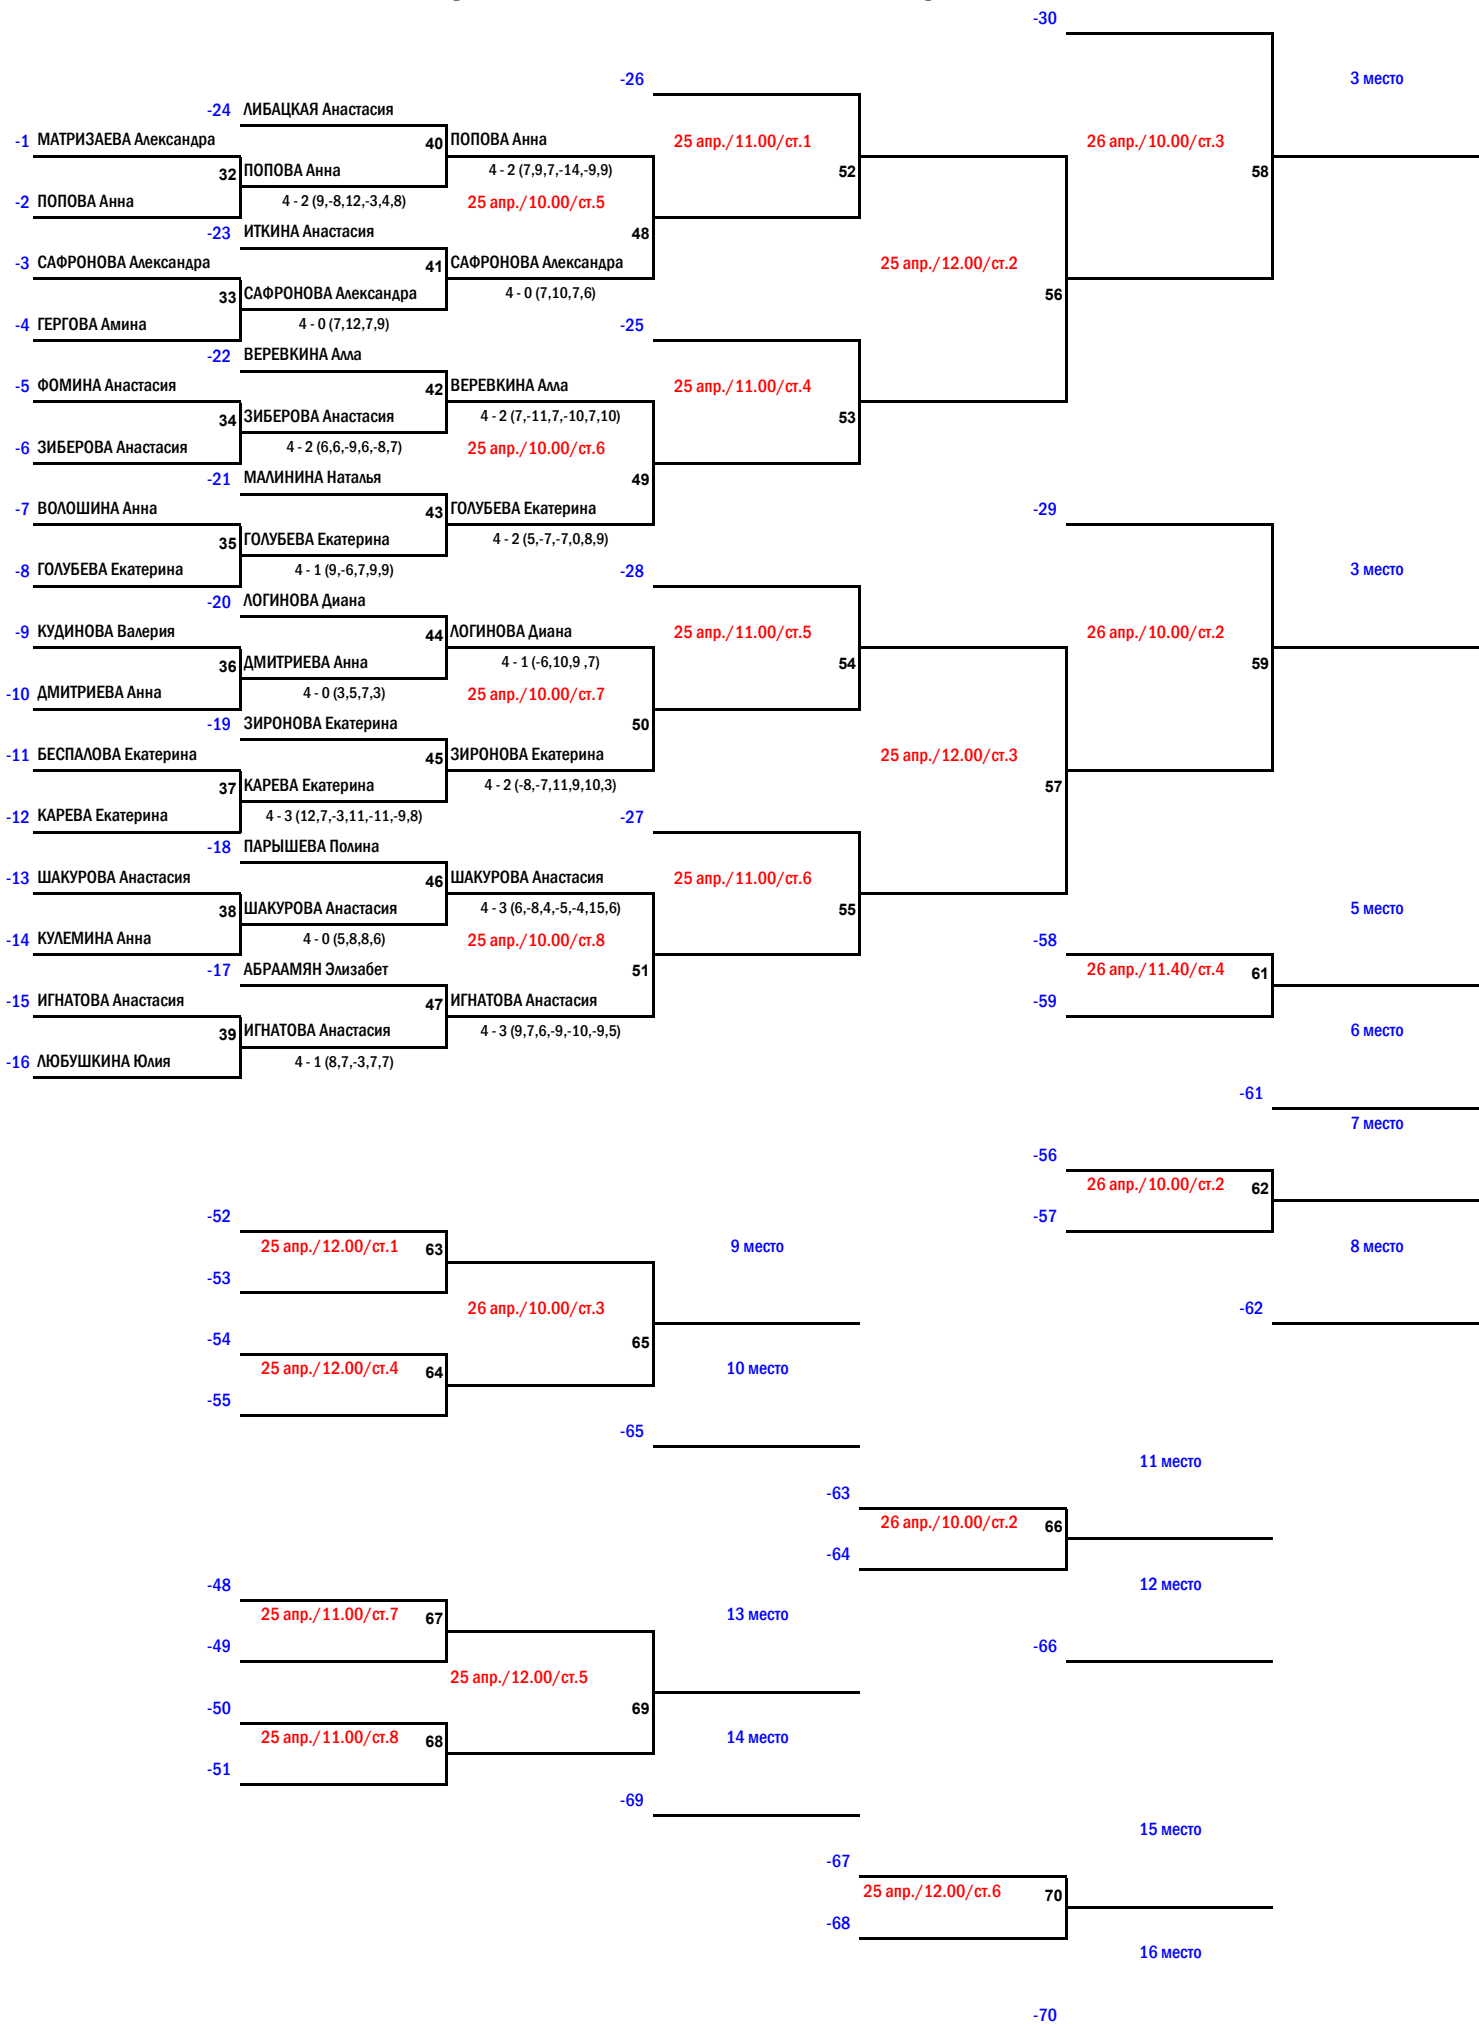 -30
3 место
-26
-24 ЛИБАЦКАЯ Анастасия
-1 МАТРИЗАЕВА Александра
40 ПОПОВА Анна
25 апр./11.00/ст.1
26 апр./10.00/ст.3
32 ПОПОВА Анна
4 - 2 (7,9,7,-14,-9,9)
52
58
-2 ПОПОВА Анна
4 - 2 (9,-8,12,-3,4,8)
25 апр./10.00/ст.5
-23 ИТКИНА Анастасия
48
-3 САФРОНОВА Александра
41 САФРОНОВА Александра
25 апр./12.00/ст.2
33 САФРОНОВА Александра
4 - 0 (7,10,7,6)
56
-4 ГЕРГОВА Амина
4 - 0 (7,12,7,9)
-25
-22 ВЕРЕВКИНА Алла
-5 ФОМИНА Анастасия
42 ВЕРЕВКИНА Алла
25 апр./11.00/ст.4
34 ЗИБЕРОВА Анастасия
4 - 2 (7,-11,7,-10,7,10)
53
-6 ЗИБЕРОВА Анастасия
4 - 2 (6,6,-9,6,-8,7)
25 апр./10.00/ст.6
-21 МАЛИНИНА Наталья
49
-7 ВОЛОШИНА Анна
43 ГОЛУБЕВА Екатерина
-29
35 ГОЛУБЕВА Екатерина
4 - 2 (5,-7,-7,0,8,9)
-8 ГОЛУБЕВА Екатерина
4 - 1 (9,-6,7,9,9)
-28
3 место
-20 ЛОГИНОВА Диана
-9 КУДИНОВА Валерия
44 ЛОГИНОВА Диана
25 апр./11.00/ст.5
26 апр./10.00/ст.2
36 ДМИТРИЕВА Анна
4 - 1 (-6,10,9 ,7)
54
59
-10 ДМИТРИЕВА Анна
4 - 0 (3,5,7,3)
25 апр./10.00/ст.7
-19 ЗИРОНОВА Екатерина
50
-11 БЕСПАЛОВА Екатерина
45 ЗИРОНОВА Екатерина
25 апр./12.00/ст.3
37 КАРЕВА Екатерина
4 - 2 (-8,-7,11,9,10,3)
57
-12 КАРЕВА Екатерина
4 - 3 (12,7,-3,11,-11,-9,8)
-27
-18 ПАРЫШЕВА Полина
-13 ШАКУРОВА Анастасия
46 ШАКУРОВА Анастасия
25 апр./11.00/ст.6
38 ШАКУРОВА Анастасия
4 - 3 (6,-8,4,-5,-4,15,6)
55
5 место
-14 КУЛЕМИНА Анна
4 - 0 (5,8,8,6)
25 апр./10.00/ст.8
-58
-17 АБРААМЯН Элизабет
51
26 апр./11.40/ст.4
61
-15 ИГНАТОВА Анастасия
47 ИГНАТОВА Анастасия
-59
39 ИГНАТОВА Анастасия
4 - 3 (9,7,6,-9,-10,-9,5)
6 место
-16 ЛЮБУШКИНА Юлия
4 - 1 (8,7,-3,7,7)
-61
7 место
-56
26 апр./10.00/ст.2
62
-52
-57
25 апр./12.00/ст.1
63
9 место
8 место
-53
26 апр./10.00/ст.3
-62
-54
65
25 апр./12.00/ст.4
64
10 место
-55
-65
11 место
-63
26 апр./10.00/ст.2
66
-64
-48
12 место
25 апр./11.00/ст.7
67
13 место
-49
-66
25 апр./12.00/ст.5
-50
69
25 апр./11.00/ст.8
68
14 место
-51
-69
15 место
-67
25 апр./12.00/ст.6
70
-68
16 место
-70